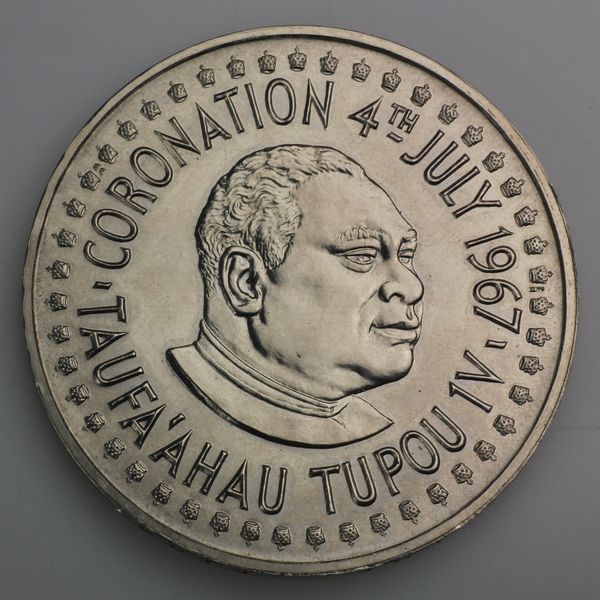 CORONATION 4TH JULY 1967
TAUFA'AHAU TUPOU IV